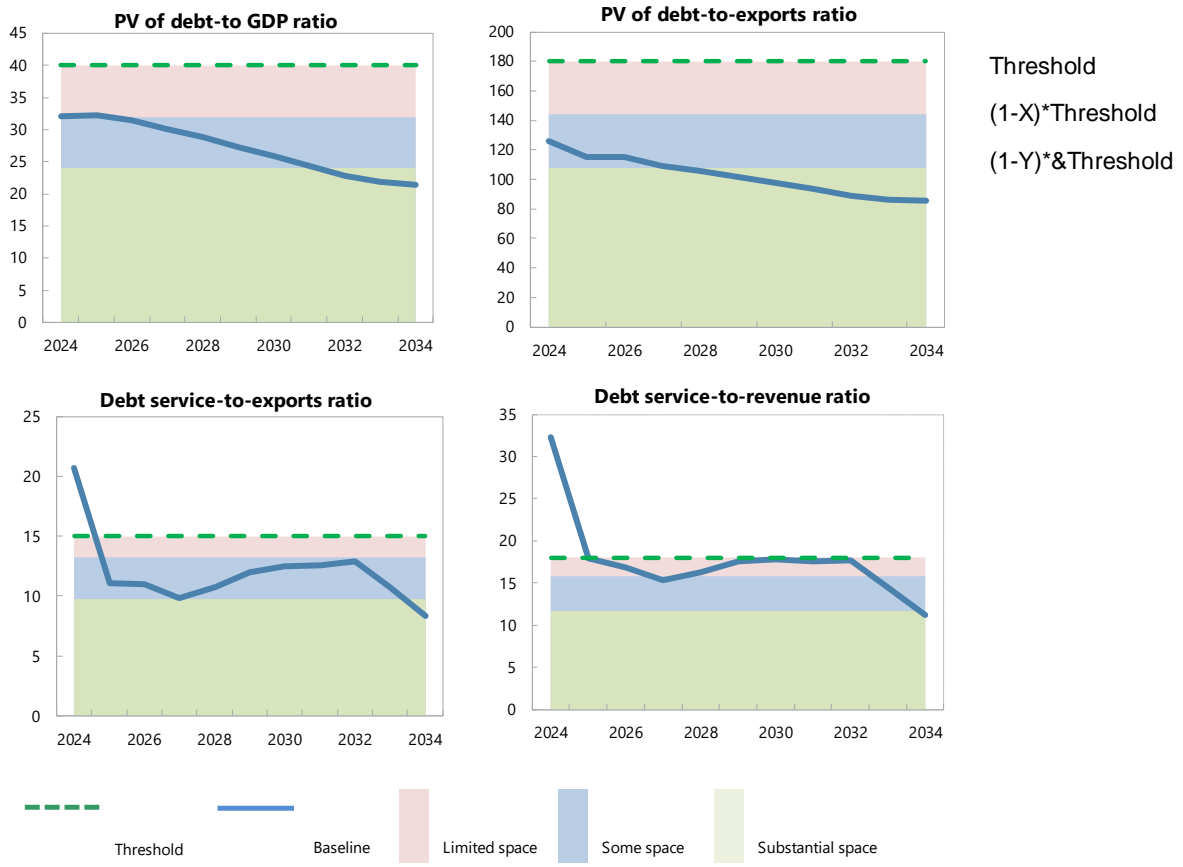 PV of debt-to GDP ratio
45
40
35
30
25
20
15
10
5
0
2024 2026 2028 2030 2032 2034
PV of debt-to-exports ratio
200
180
160
140
120
100
80
60
40
20
0
2024 2026 2028 2030 2032 2034
Threshold
(1-X)*Threshold
(1-Y)*&Threshold
Debt service-to-exports ratio
25
20
15
10
5
0
2024 2026 2028 2030 2032 2034
Debt service-to-revenue ratio
35
30
25
20
15
10
5
0
2024 2026 2028 2030 2032 2034
Threshold Baseline Limited space Some space Substantial space